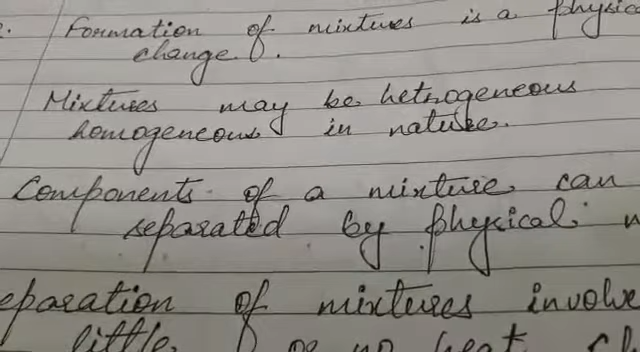 Formation of mixtures is a physica
change.
Mixtures may be hetrogeneous
homogeneous in nature.
Components of a mixture can
separated by physical
eparation of mixtures involve
little or no heat